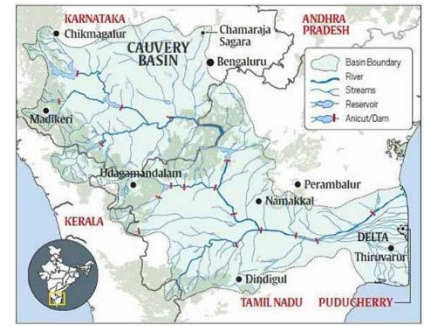 KARNATAKA
Chikmagalur
CAUVERY
BASIN
Chamaraja
Sagara
Bengaluru
ANDHRA
PRADESH
Basin Boundary
River
Streams
Reservoir
Anicut/Dam
Madikeri
Udagamandalam
Perambalur
Namakkal
KERALA
DELTA
Thiruvarur
Dindigul
TAMIL NADU
PUDUCHERRY